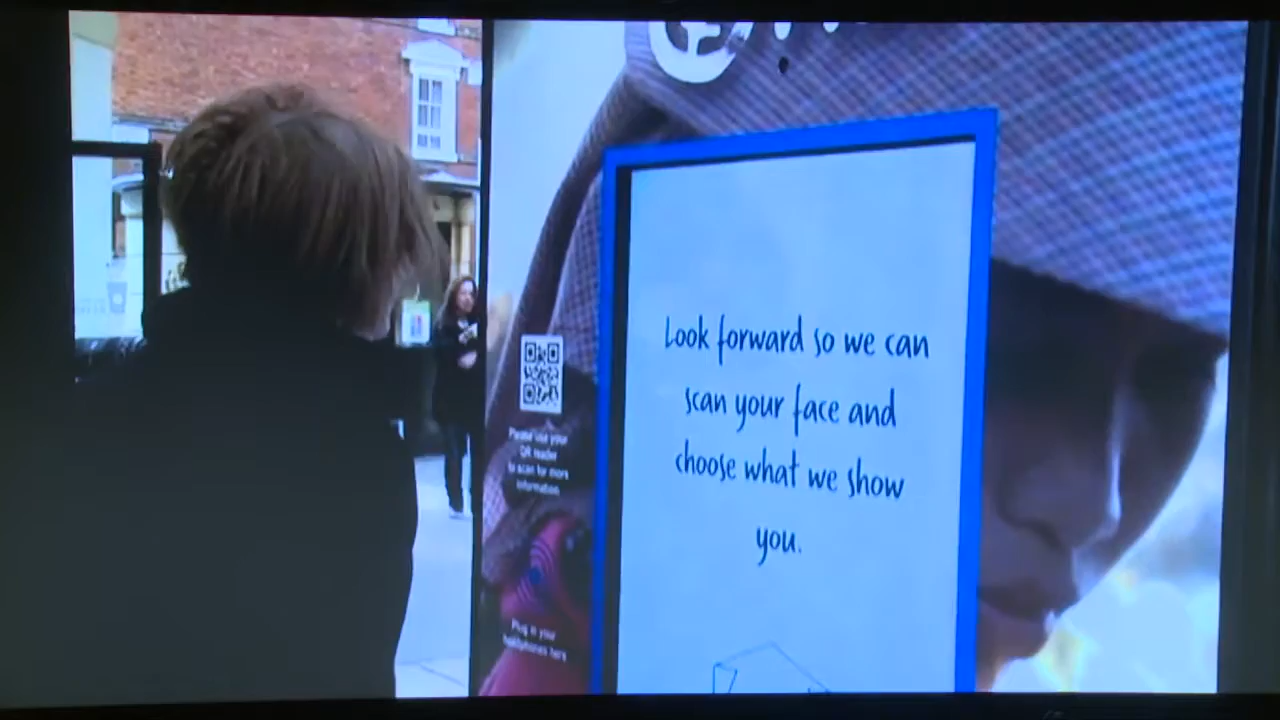 Look forward so we can
scan your face and
choose what we show
you.
Please use your
QR reader
to scan for more
information
Plug in your
headphones here